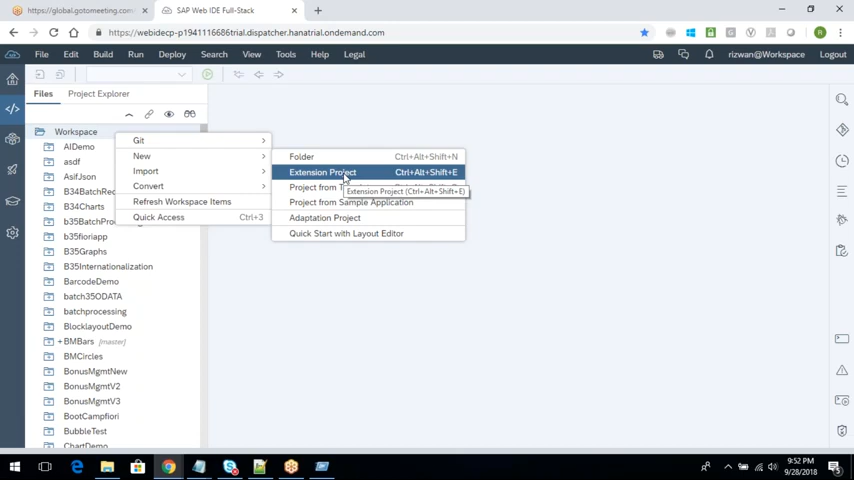 https://global.gotomeeting.com/
SAP Web IDE Full-Stack
https://webidecp-p1941116686trial.dispatcher.hanatrial.ondemand.com
File Edit Build Run Deploy Search View Tools Help Legal
rizwan@Workspace Logout
Files Project Explorer
Workspace
AIDemo
asdf
AsifJson
B34BatchRec
B34Charts
b35BatchProc
b35fioriapp
B35Graphs
B35Internationalization
BarcodeDemo
batch35ODATA
batchprocessing
BlocklayoutDemo
BMBars [master]
BMCircles
BonusMgmtNew
BonusMgmtV2
BonusMgmtV3
BootCampfiori
BubbleTest
ChartDemo
Git
New
Import
Convert
Refresh Workspace Items
Quick Access Ctrl+3
Folder Ctrl+Alt+Shift+N
Extension Project Ctrl+Alt+Shift+E
Project from
Extension Project (Ctrl+Alt+Shift+E)
Project from Sample Application
Adaptation Project
Quick Start with Layout Editor
9:52 PM
9/28/2018